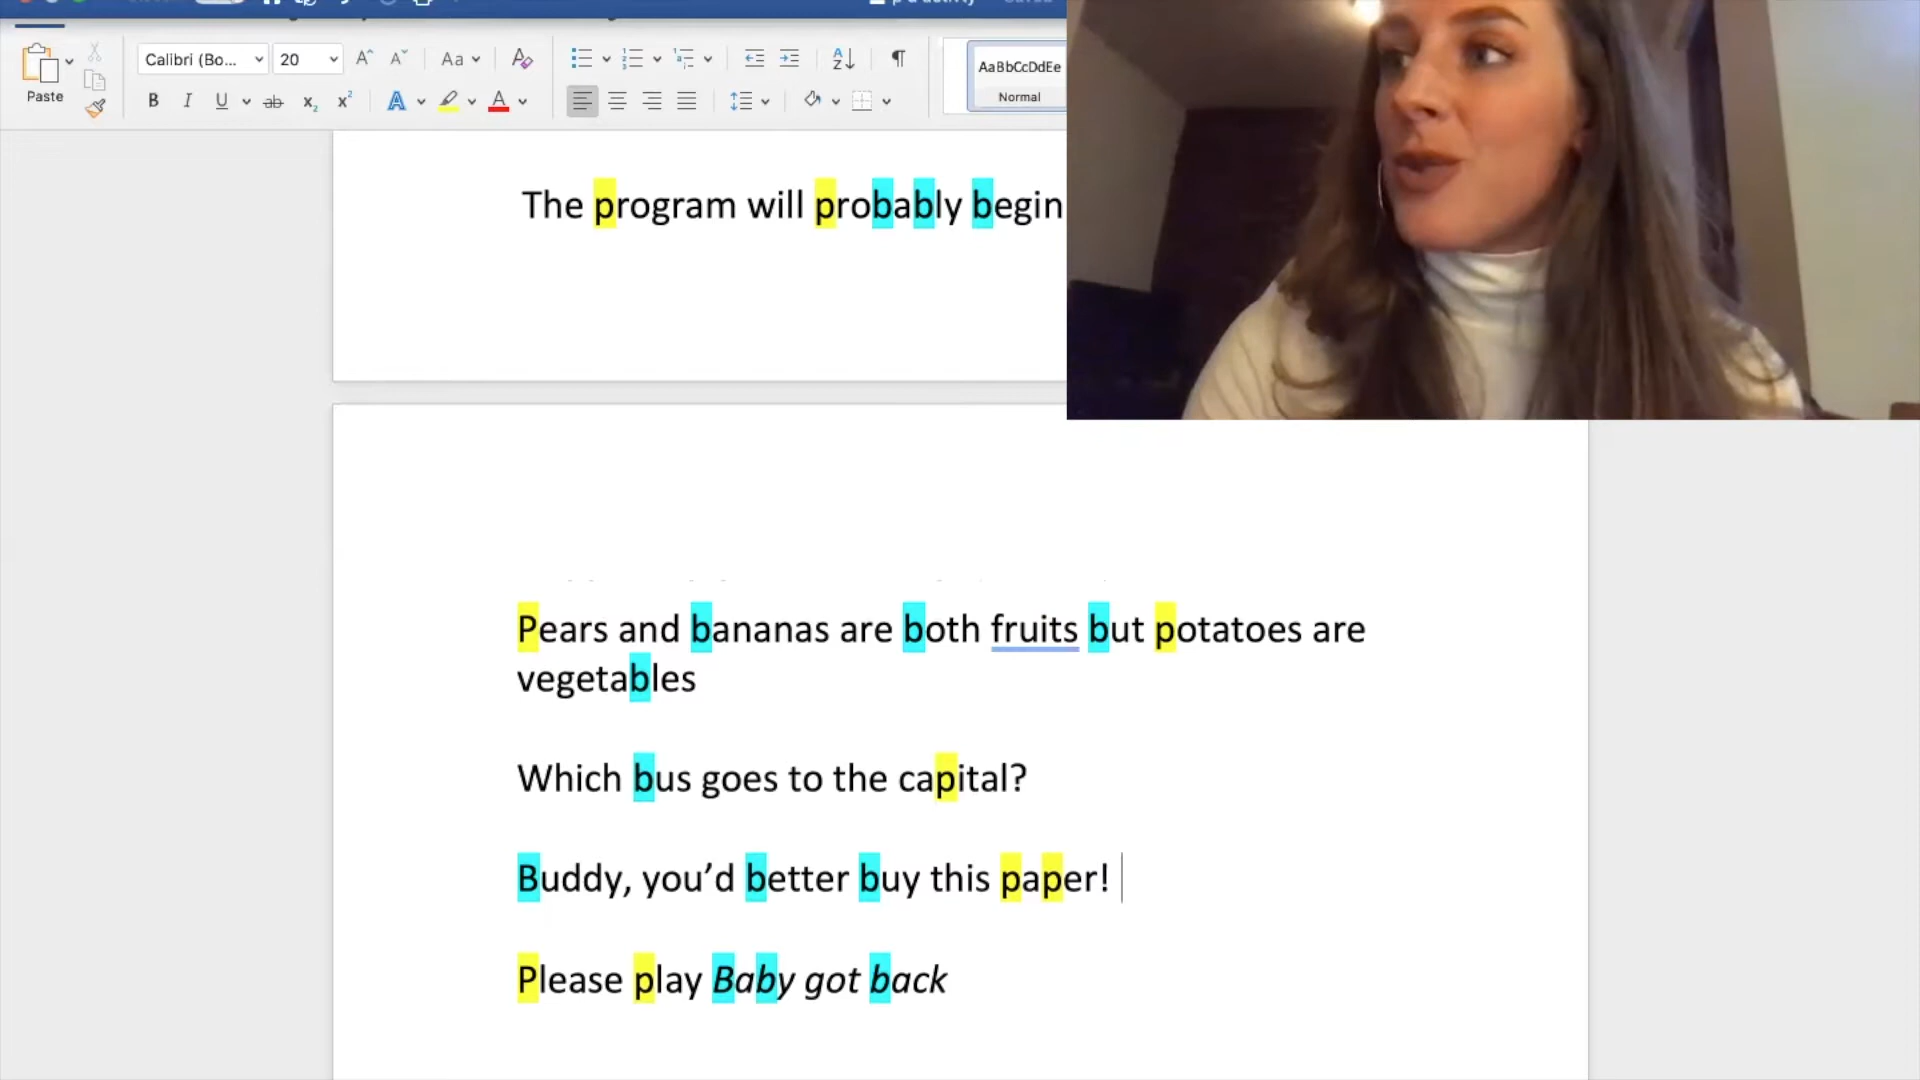 Calibri (Bo...
20
Aa
Paste
AaBbCcDdEe
Normal
The program will probably begin
Pears and bananas are both fruits but potatoes are
vegetables
Which bus goes to the capital?
Buddy, you’d better buy this paper!
Please play Baby got back